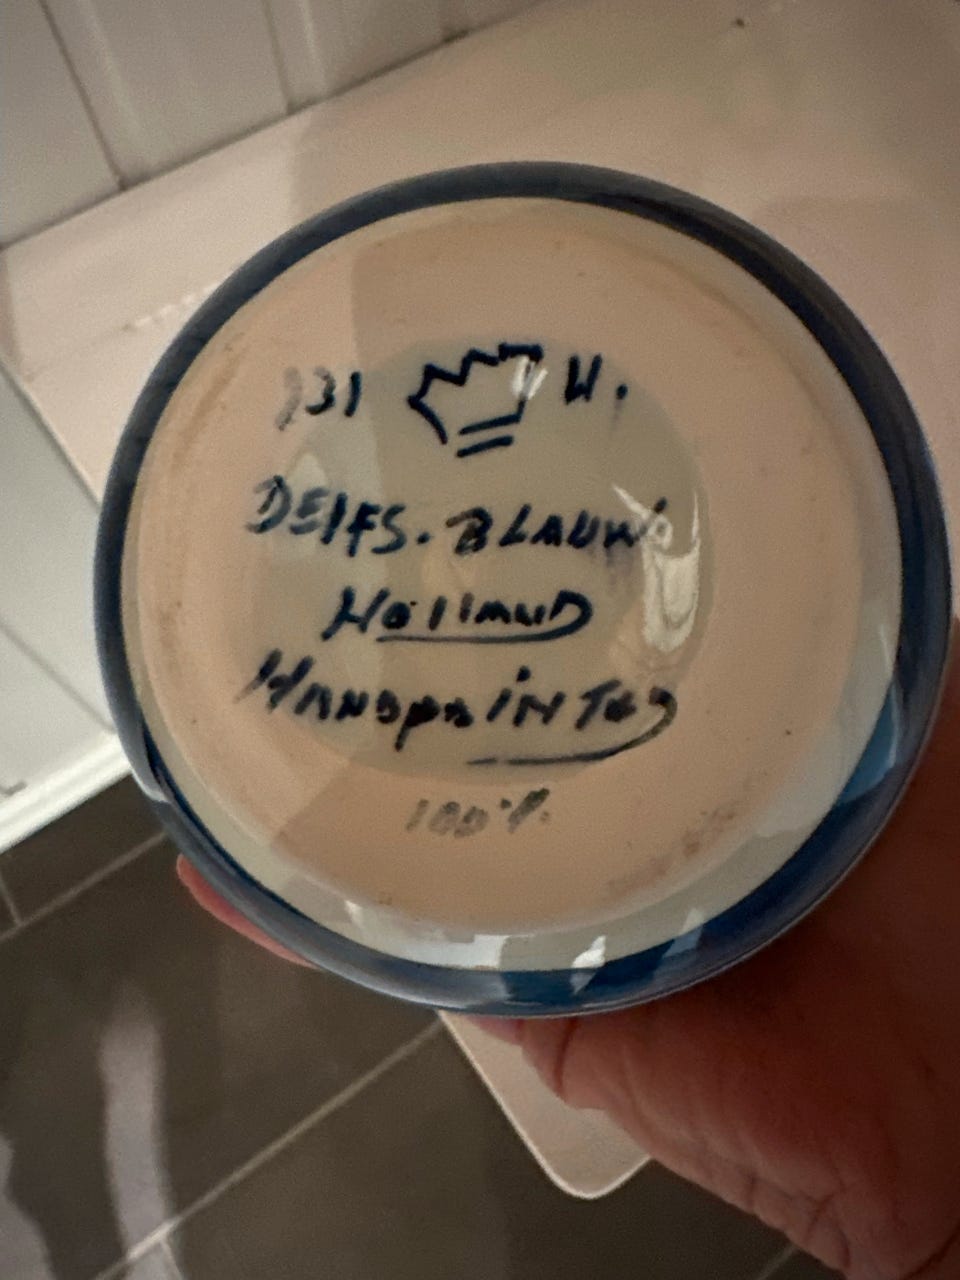 131 H.
DElFS. BLAUW
HollAND
HANDpaiNTED
100%